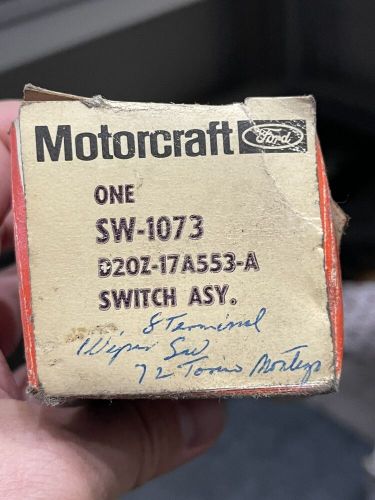 Motorcraft Ford
ONE
SW-1073
D2OZ-17A553-A
SWITCH ASY.
8 Terminal
Wiper Sw
72 Torino Montego